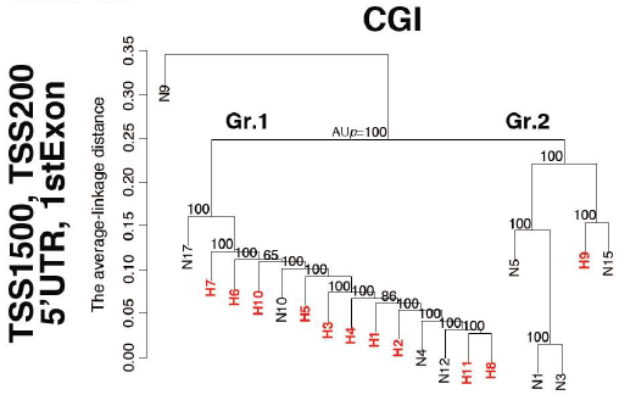 CGI
TSS1500, TSS200
5'UTR, 1stExon
The average-linkage distance
0.35
0.30
0.25
0.20
0.15
0.10
0.05
0.00
N9
Gr.1
AUp=100
Gr.2
100
100
100
100
100
100
65
100
100
100
100
86
100
100
100
100
100
N17
H7
H6
H10
N10
H5
H3
H4
H1
H2
N4
N12
H11
H8
N5
N1
N3
H9
N15